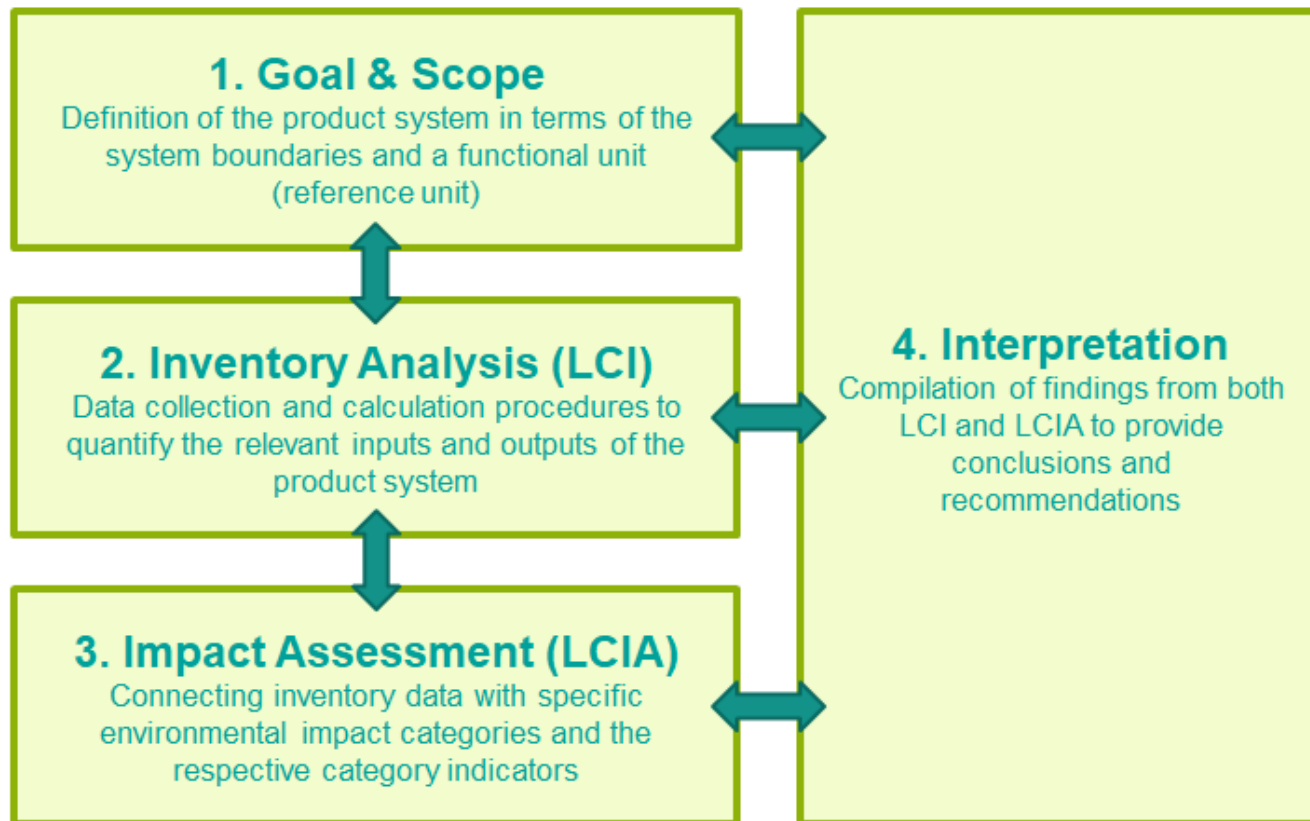 1. Goal & Scope
Definition of the product system in terms of the
system boundaries and a functional unit
(reference unit)
2. Inventory Analysis (LCI)
Data collection and calculation procedures to
quantify the relevant inputs and outputs of the
product system
3. Impact Assessment (LCIA)
Connecting inventory data with specific
environmental impact categories and the
respective category indicators
4. Interpretation
Compilation of findings from both
LCI and LCIA to provide
conclusions and
recommendations